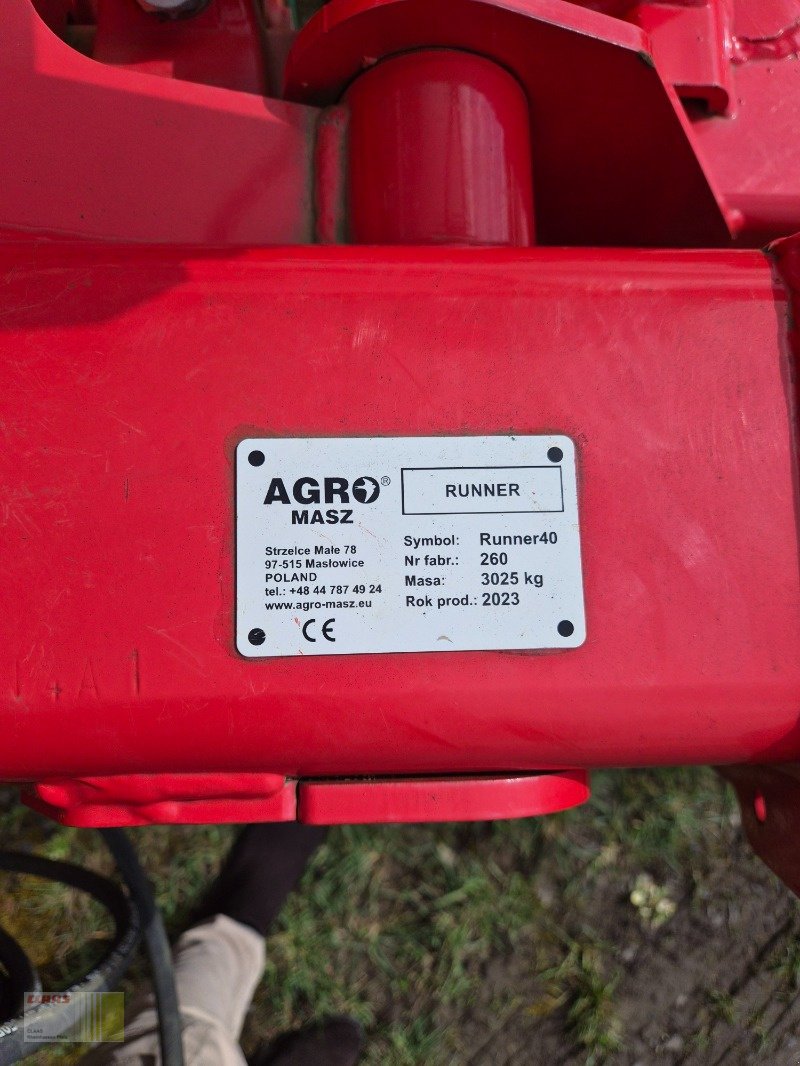 AGRO®
MASZ
Strzelce Małe 78
97-515 Masłowice
POLAND
tel.: +48 44 787 49 24
www.agro-masz.eu
CE
RUNNER
Symbol: Runner40
Nr fabr.: 260
Masa: 3025 kg
Rok prod.: 2023
CLAAS
CLAAS